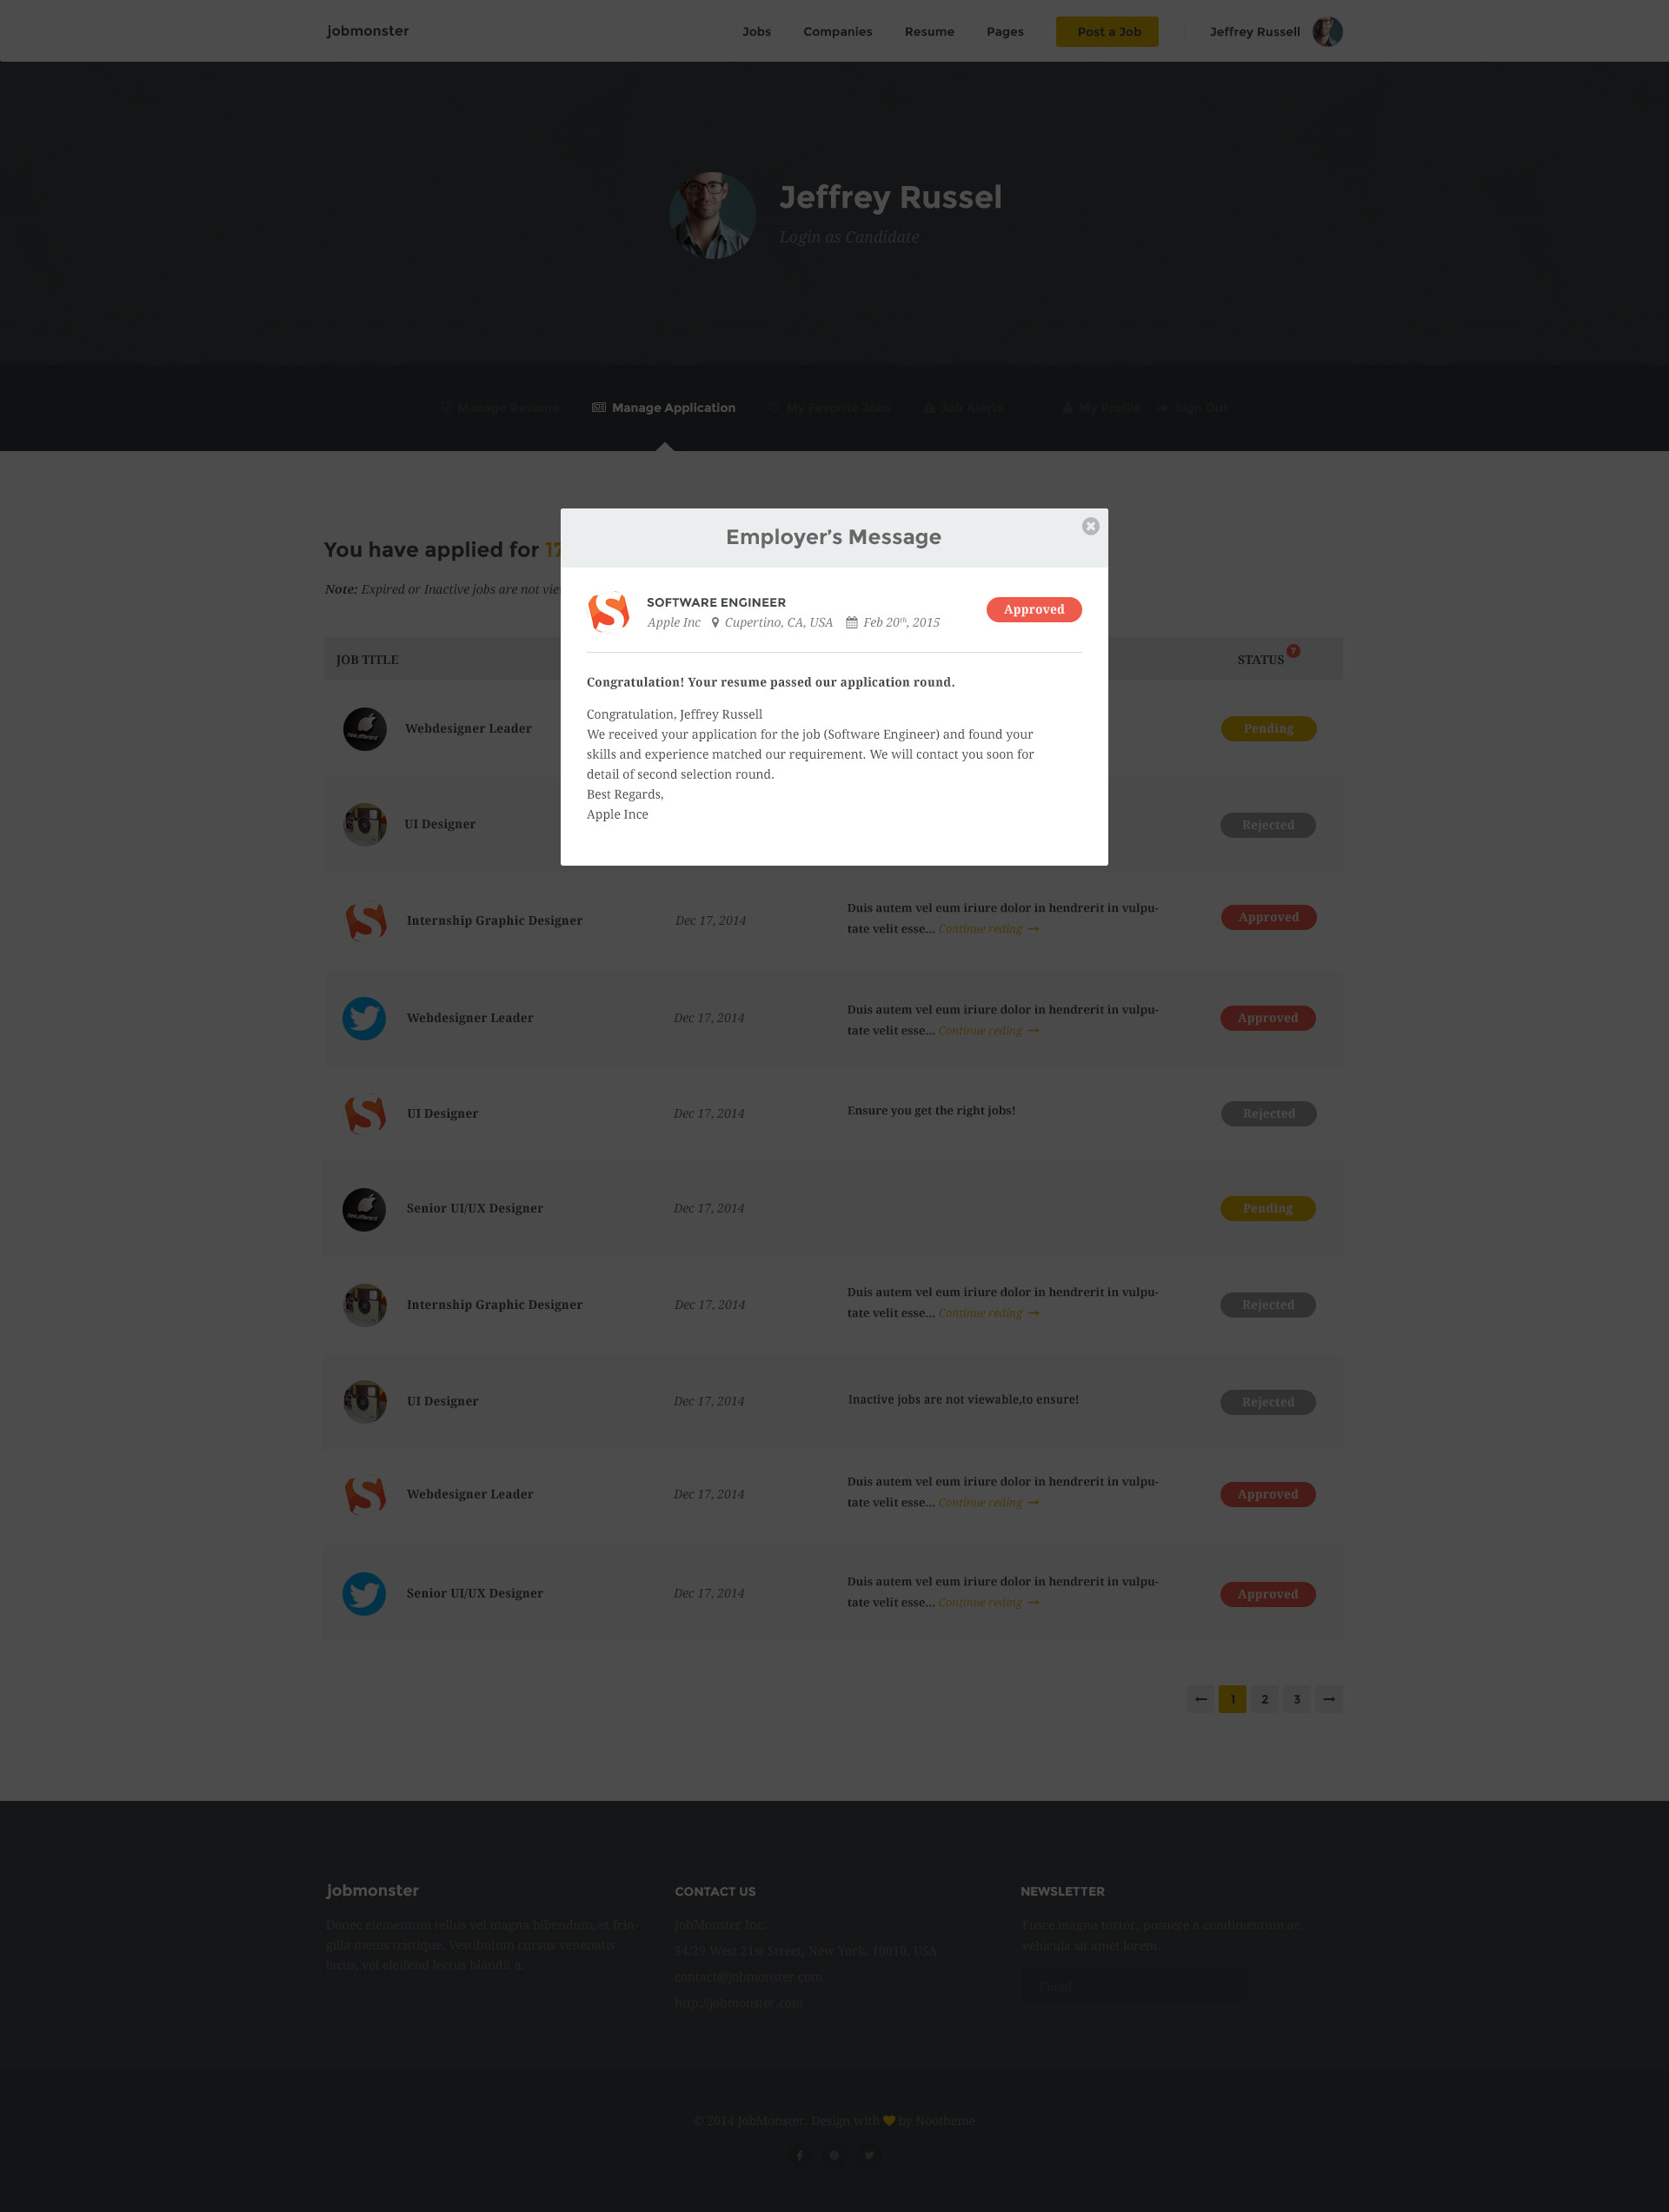 jobmonster
Jobs
Companies
Resume
Pages
Post a Job
Jeffrey Russell
Jeffrey Russel
Login as Candidate
Manage Resume
Manage Application
My Favorite Jobs
Job Alerts
My Profile
Sign Out
You have applied for 17
Note: Expired or Inactive jobs are not
Employer's Message
SOFTWARE ENGINEER
Apple Inc
Cupertino, CA, USA
Feb 20th, 2015
Approved
Congratulation! Your resume passed our application round.
Congratulation, Jeffrey Russell
We received your application for the job (Software Engineer) and found your
skills and experience matched our requirement. We will contact you soon for
detail of second selection round.
Best Regards,
Apple Ince
JOB TITLE
STATUS
7
Webdesigner Leader
Pending
UI Designer
Rejected
Internship Graphic Designer
Dec 17, 2014
Duis autem vel eum iriure dolor in hendrerit in vulpu-
tate velit esse... Continue reding →
Approved
Webdesigner Leader
Dec 17, 2014
Duis autem vel eum iriure dolor in hendrerit in vulpu-
tate velit esse... Continue reding →
Approved
UI Designer
Dec 17, 2014
Ensure you get the right jobs!
Rejected
Senior UI/UX Designer
Dec 17, 2014
Pending
Internship Graphic Designer
Dec 17, 2014
Duis autem vel eum iriure dolor in hendrerit in vulpu-
tate velit esse... Continue reding →
Rejected
UI Designer
Dec 17, 2014
Inactive jobs are not viewable,to ensure!
Rejected
Webdesigner Leader
Dec 17, 2014
Duis autem vel eum iriure dolor in hendrerit in vulpu-
tate velit esse... Continue reding →
Approved
Senior UI/UX Designer
Dec 17, 2014
Duis autem vel eum iriure dolor in hendrerit in vulpu-
tate velit esse... Continue reding →
Approved
← 1 2 3 →
jobmonster
Donec elementum tellus vel magna bibendum, et frin-
gilla metus tristique. Vestibulum cursus venenatis
lacus, vel eleifend lectus blandit a.
CONTACT US
JobMonster Inc.
54/29 West 21st Street, New York, 10010, USA
contact@jobmonster.com
http://jobmonster.com
NEWSLETTER
Fusce magna tortor, posuere a condimentum ac,
vehicula sit amet lorem.
Email
© 2014 JobMonster. Design with ♥ by Nootheme